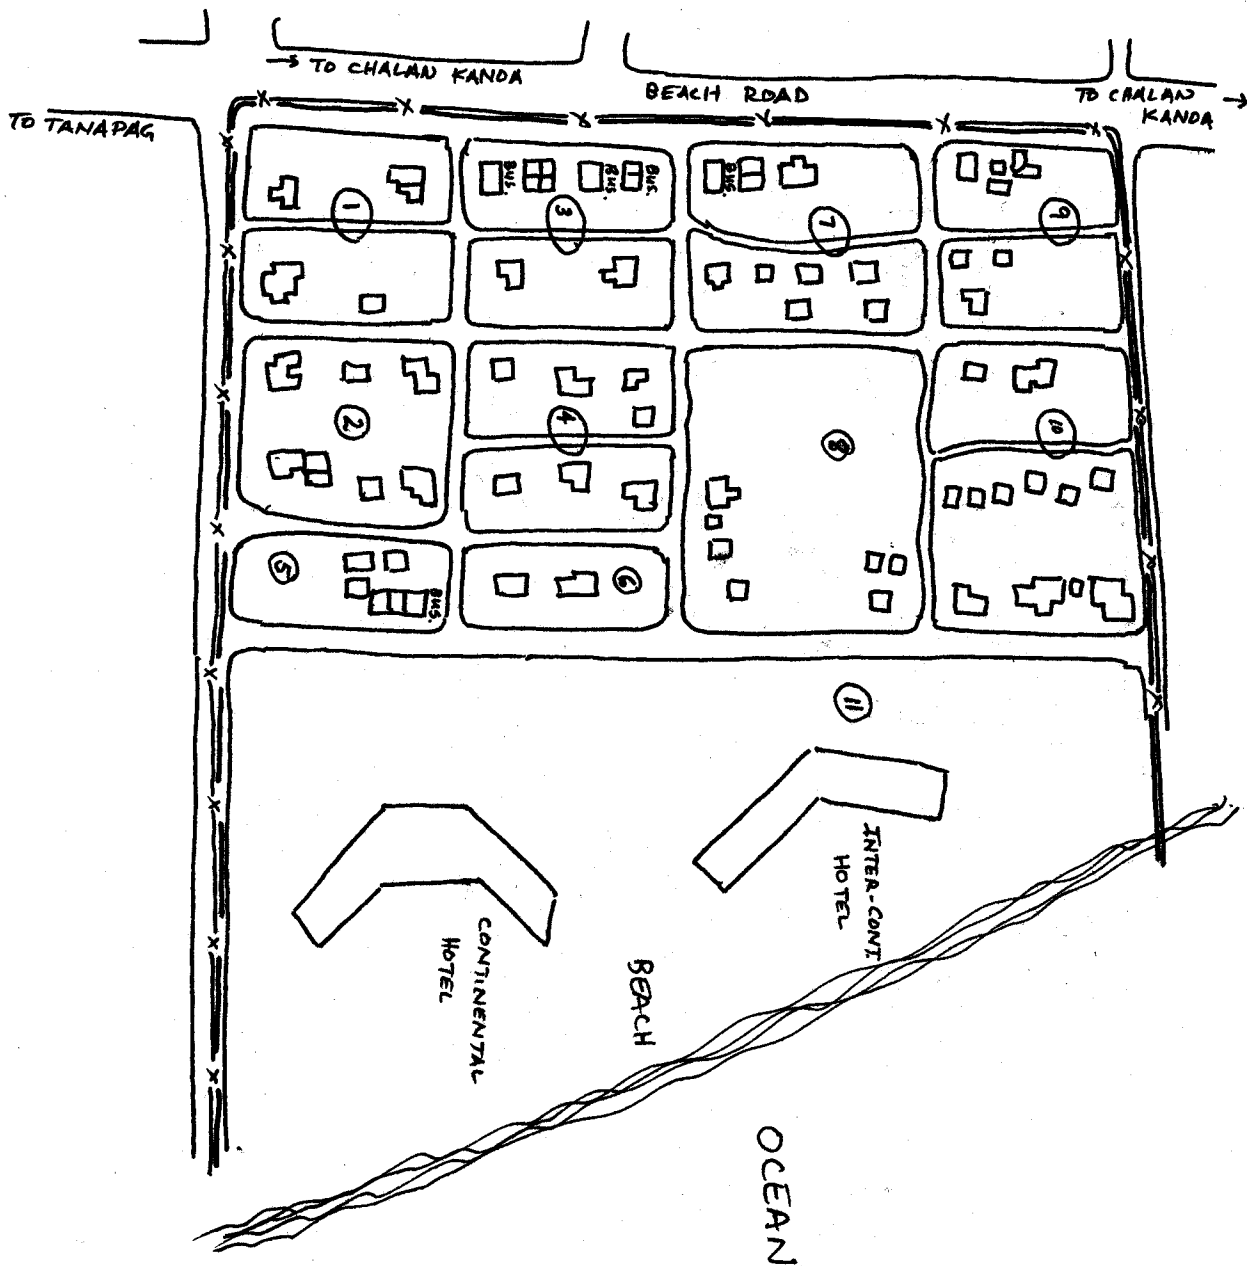 → TO CHALAN KANOA
BEACH ROAD
TO CHALAN →
KANOA
TO TANAPAG
BUS.
BUS.
BUS.
BUS.
1
3
7
9
2
4
8
10
5
BUS.
6
11
INTER-CONT
HOTEL
CONTINENTAL
HOTEL
BEACH
OCEAN